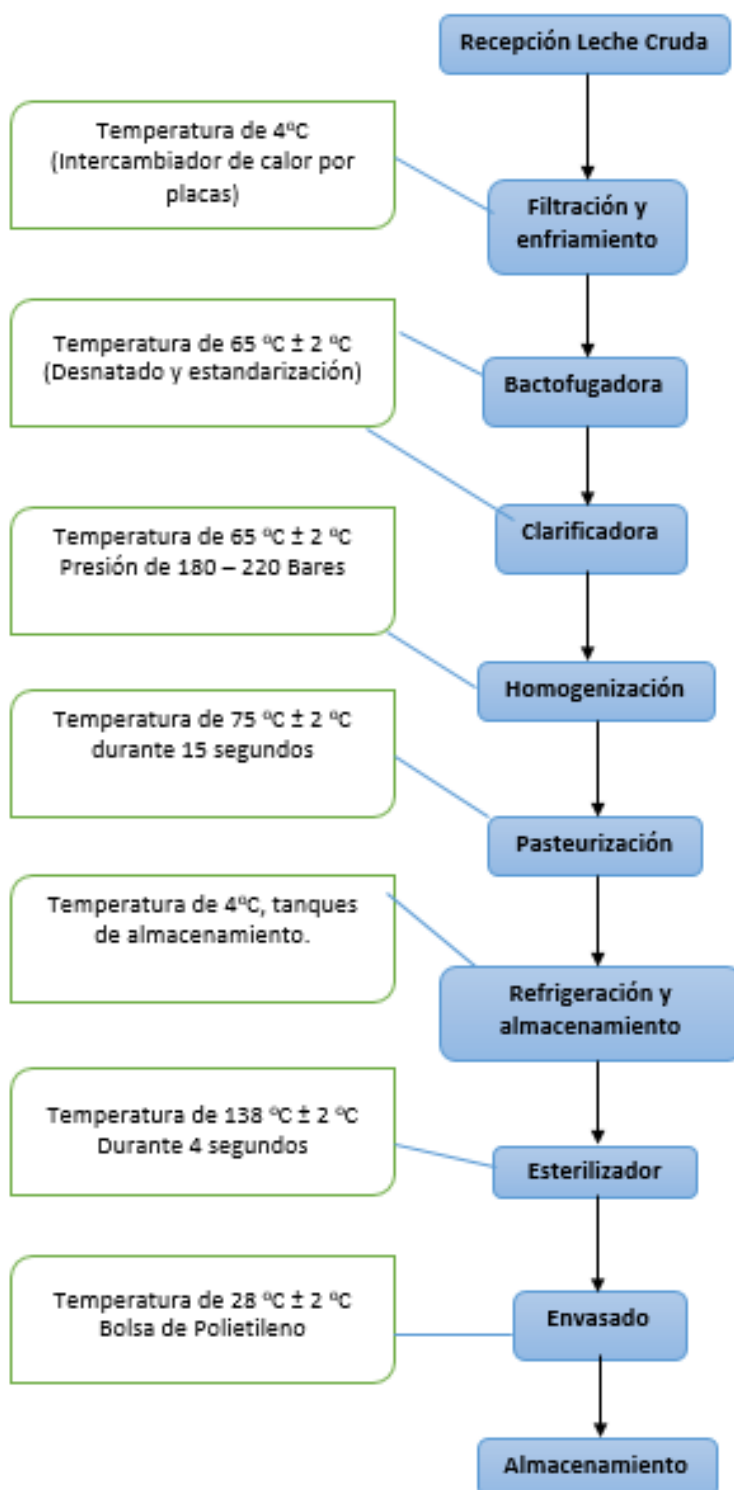 Recepción Leche Cruda
Temperatura de 4ºC
(Intercambiador de calor por
placas)
Filtración y
enfriamiento
Temperatura de 65 ºC ± 2 ºC
(Desnatado y estandarización)
Bactofugadora
Clarificadora
Temperatura de 65 ºC ± 2 ºC
Presión de 180 – 220 Bares
Homogenización
Temperatura de 75 ºC ± 2 ºC
durante 15 segundos
Pasteurización
Temperatura de 4ºC, tanques
de almacenamiento.
Refrigeración y
almacenamiento
Temperatura de 138 ºC ± 2 ºC
Durante 4 segundos
Esterilizador
Temperatura de 28 ºC ± 2 ºC
Bolsa de Polietileno
Envasado
Almacenamiento